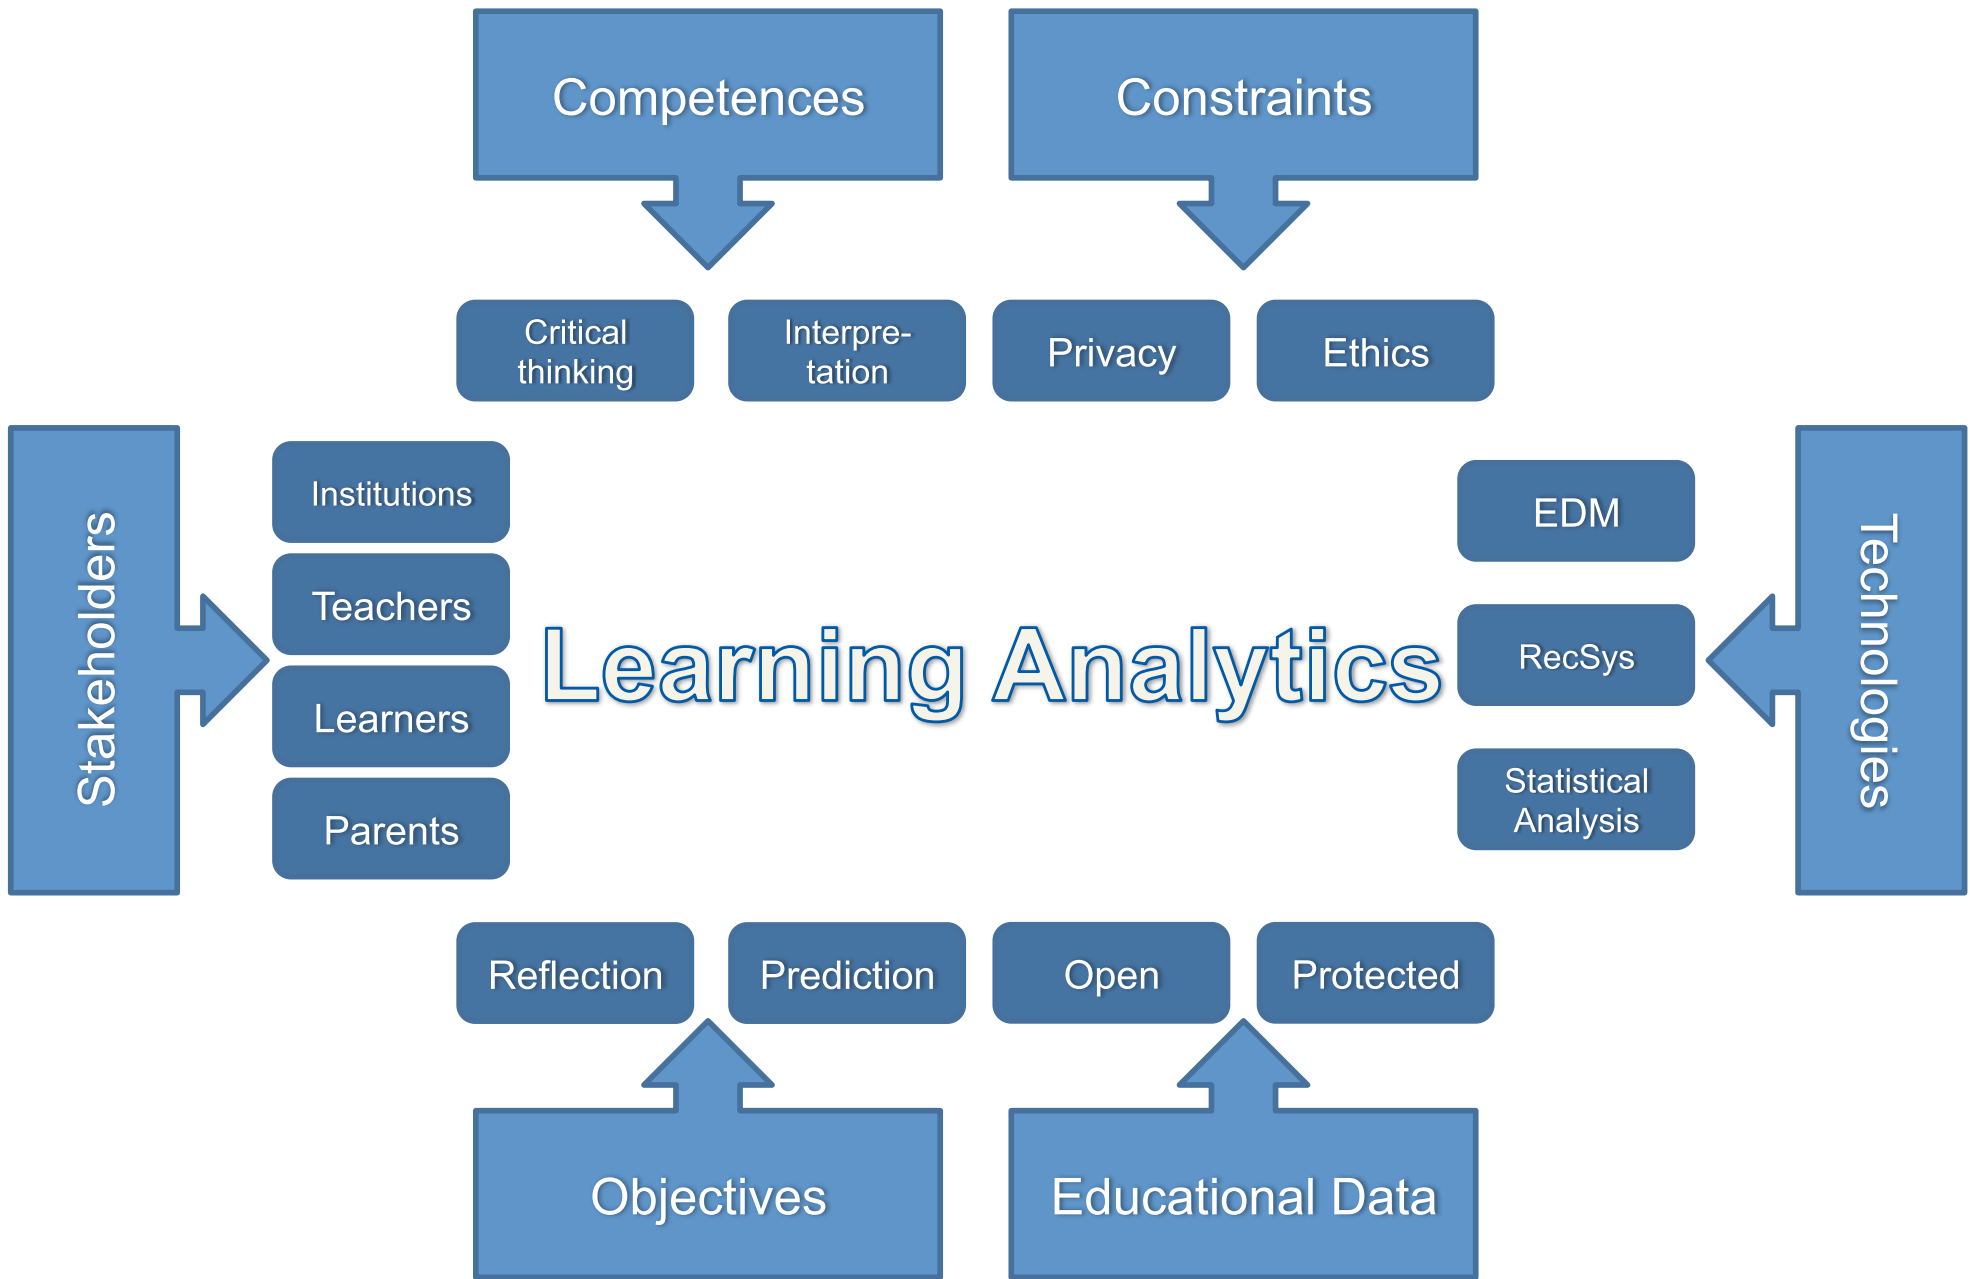 Competences
Constraints
Critical
thinking
Interpre-
tation
Privacy
Ethics
Stakeholders
Institutions
Teachers
Learners
Parents
Learning Analytics
EDM
RecSys
Statistical
Analysis
Technologies
Reflection
Prediction
Open
Protected
Objectives
Educational Data